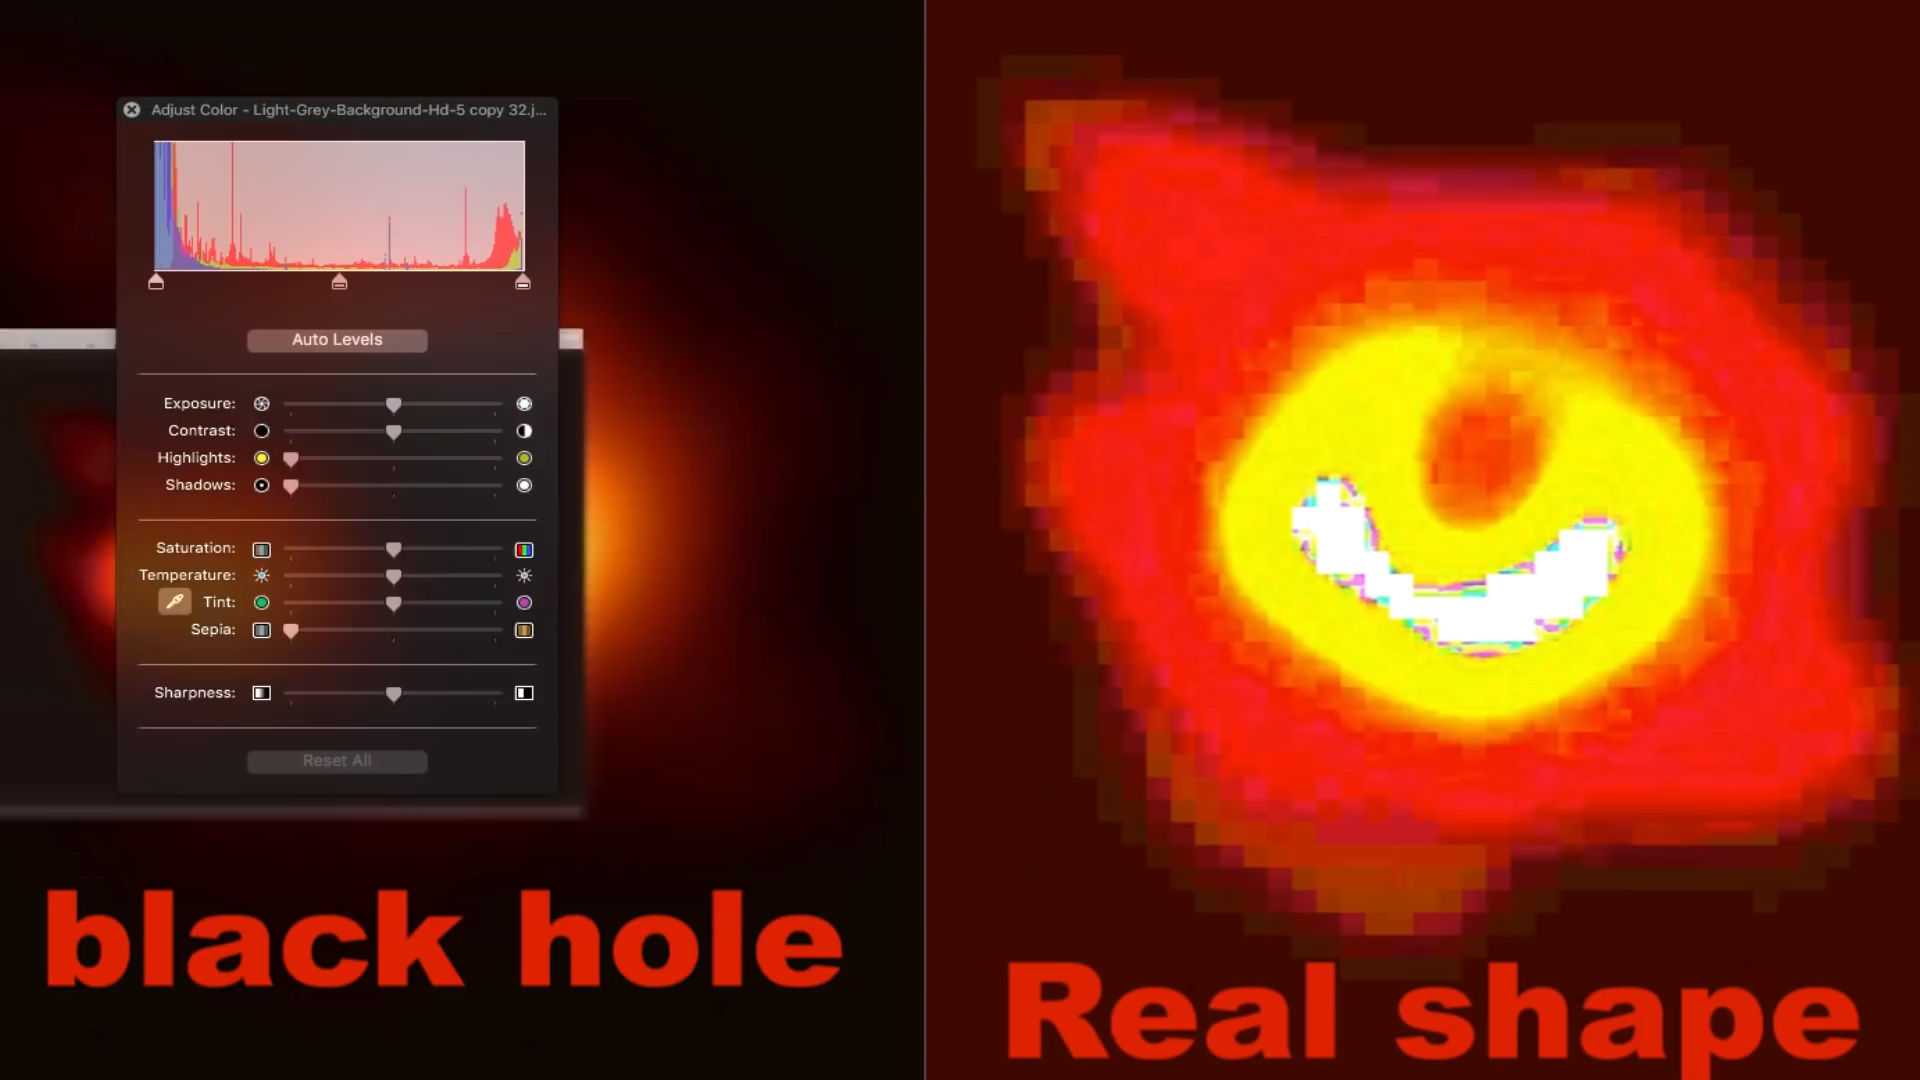 Adjust Color - Light-Grey-Background-Hd-5 copy 32.j...
Auto Levels
Exposure:
Contrast:
Highlights:
Shadows:
Saturation:
Temperature:
Tint:
Sepia:
Sharpness:
Reset All
black hole
Real shape